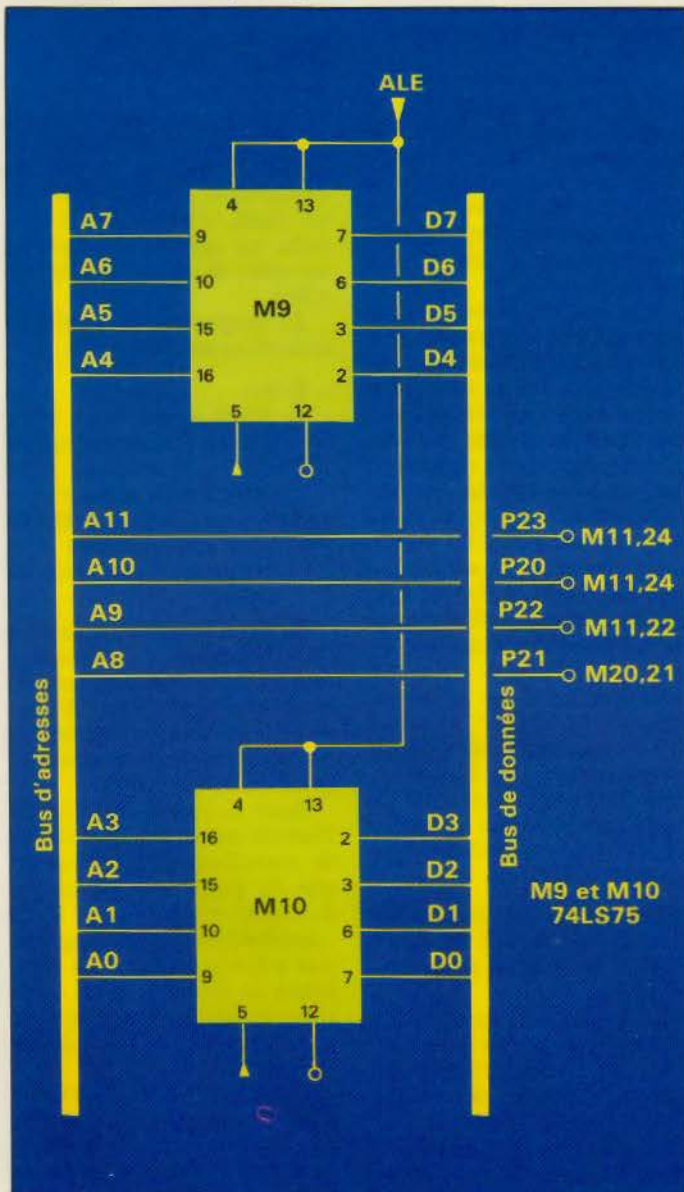 ALE
4 13
A7 9 7 D7
A6 10 6 D6
M9
A5 15 3 D5
A4 16 2 D4
5 12
A11 P23 M11,24
A10 P20 M11,24
A9 P22 M11,22
A8 P21 M20,21
Bus d'adresses
Bus de données
4 13
A3 16 2 D3
A2 15 3 D2
M10
A1 10 6 D1
A0 9 7 D0
5 12
M9 et M10
74LS75